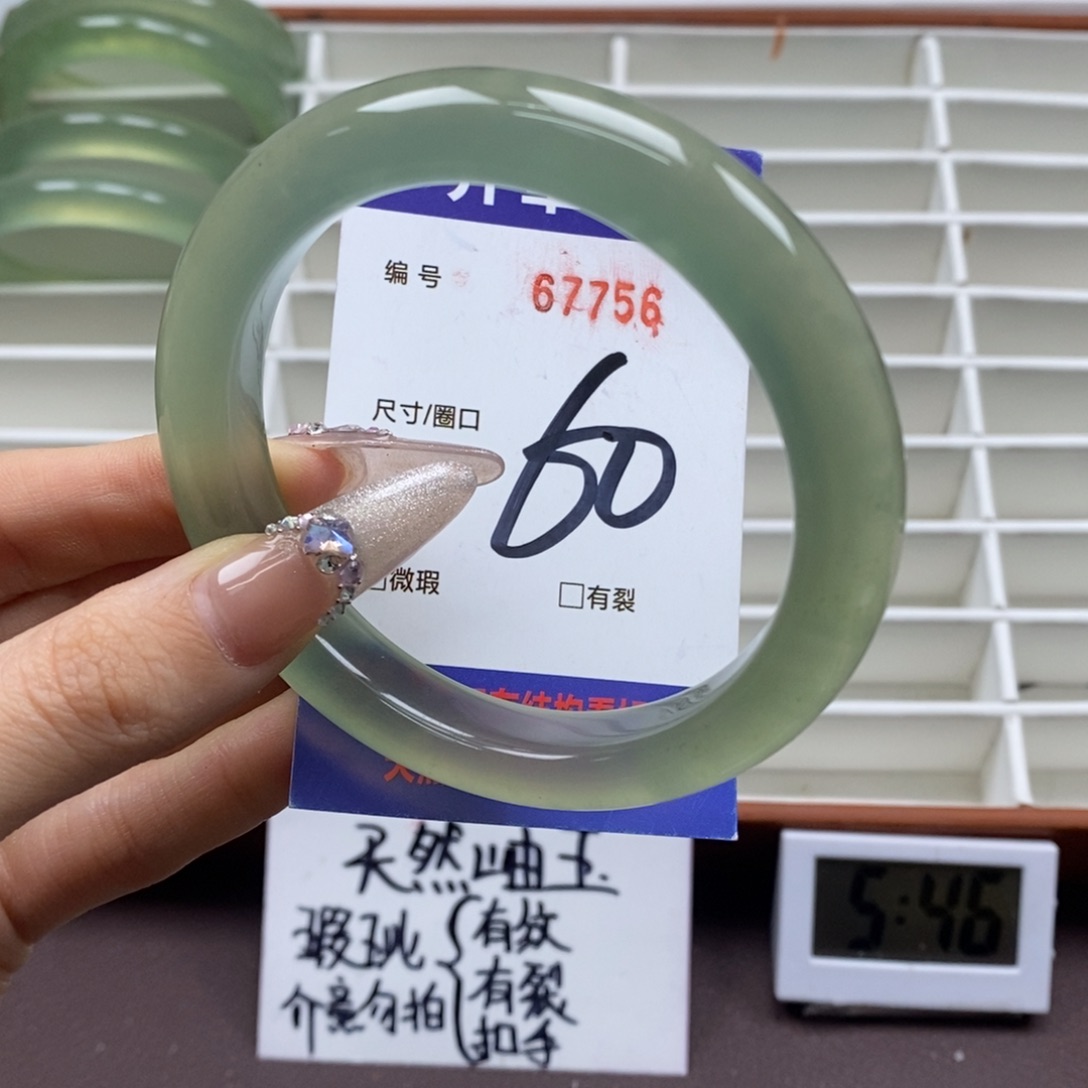 编号 67756
尺寸/圈口 60
□微瑕 □有裂
天然岫玉.
瑕玭 有纹
介意勿拍 有裂
扣手
5:46